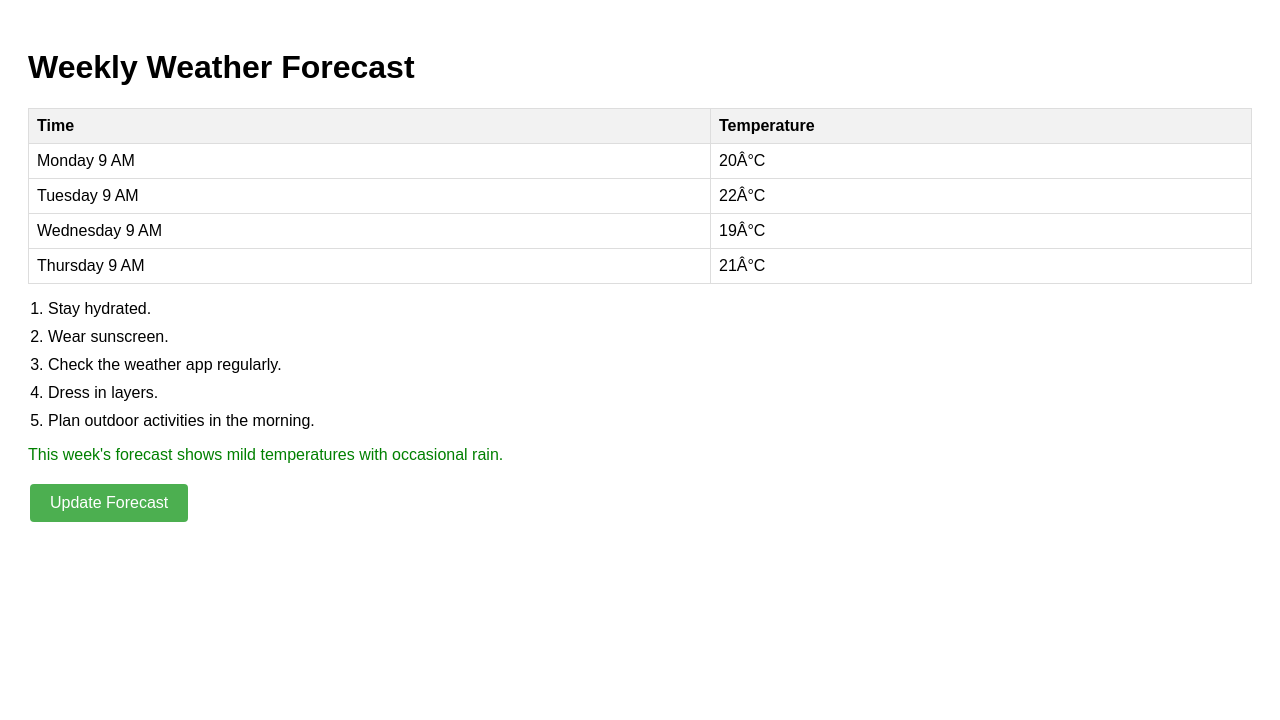 Weekly Weather Forecast
Time Temperature
Monday 9 AM 20Â°C
Tuesday 9 AM 22Â°C
Wednesday 9 AM 19Â°C
Thursday 9 AM 21Â°C
1. Stay hydrated.
2. Wear sunscreen.
3. Check the weather app regularly.
4. Dress in layers.
5. Plan outdoor activities in the morning.
This week's forecast shows mild temperatures with occasional rain.
Update Forecast